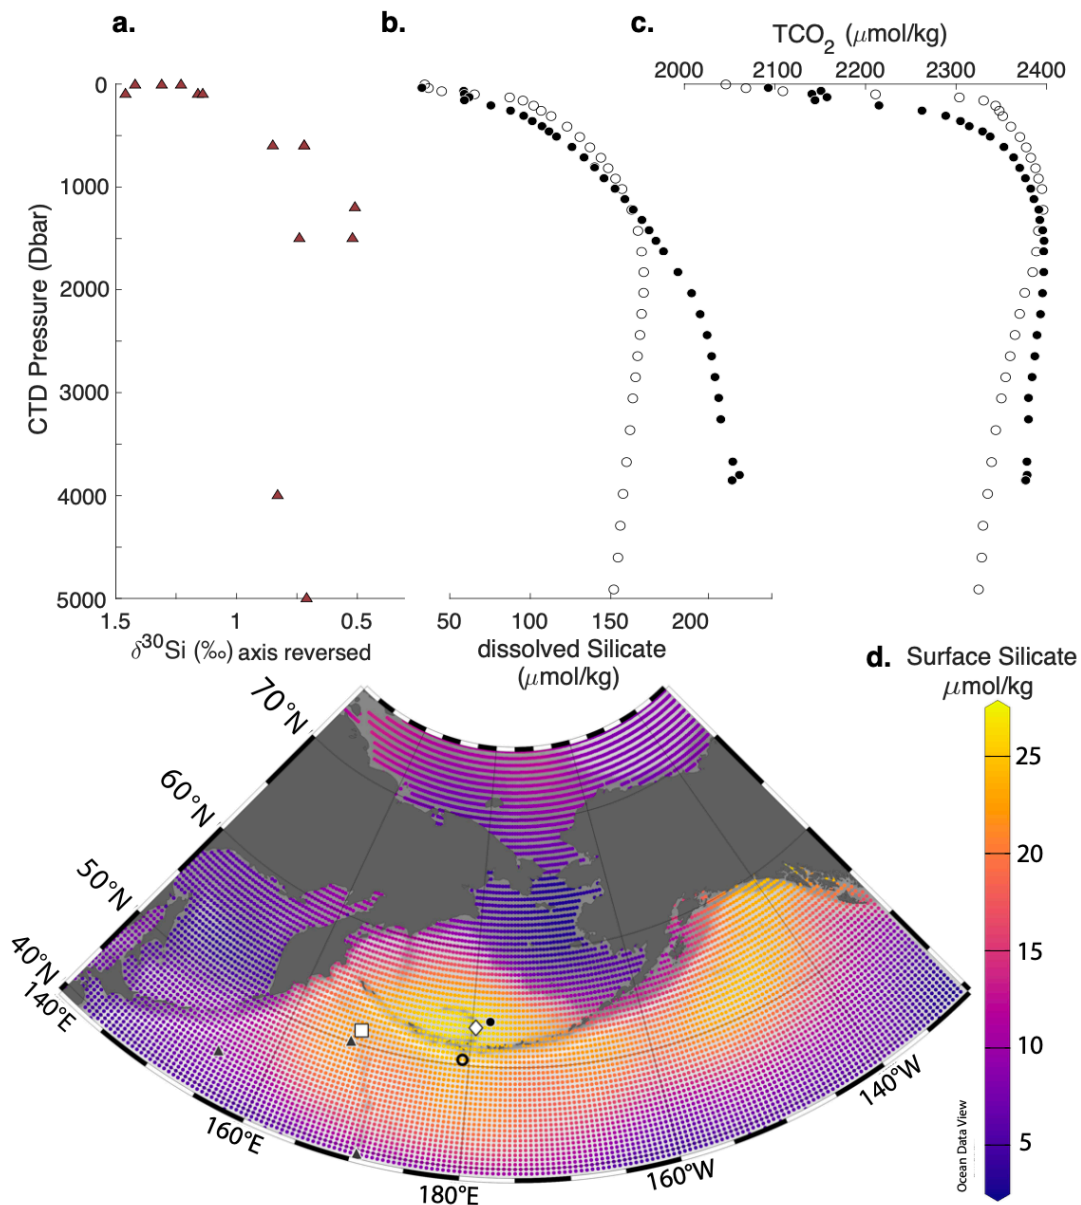 a.
b.
c.
TCO2 (μmol/kg)
2000 2100 2200 2300 2400
CTD Pressure (Dbar)
0
1000
2000
3000
4000
5000
1.5 1 0.5
δ30Si (‰) axis reversed
50 100 150 200
dissolved Silicate
(μmol/kg)
d. Surface Silicate
μmol/kg
25
20
15
10
5
70°N
60°N
50°N
40°N
140°E
160°E
180°E
160°W
140°W
Ocean Data View